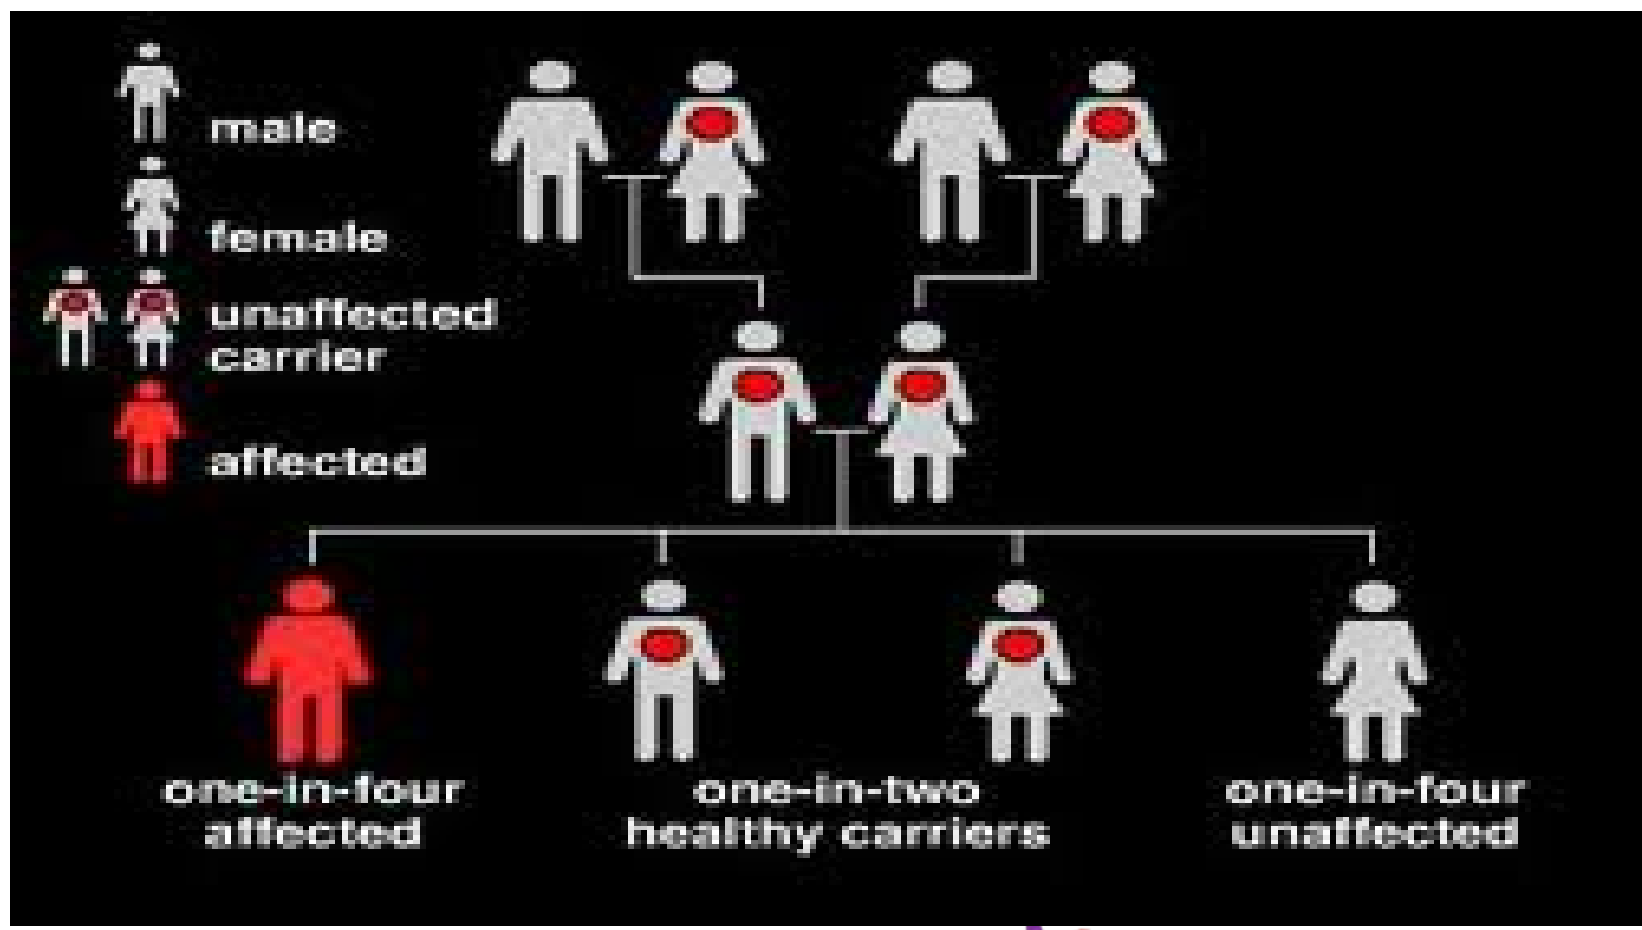 male
female
unaffected
carrier
affected
one-in-four
affected
one-in-two
healthy carriers
one-in-four
unaffected